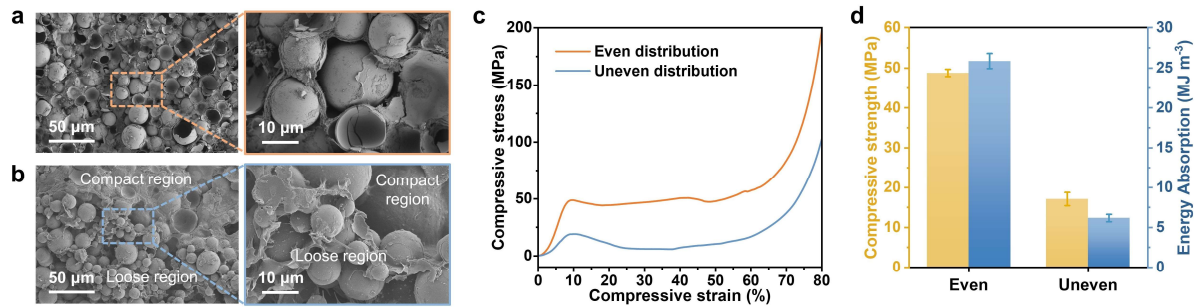 a
50 µm
10 µm
b
Compact region
50 µm
Loose region
Compact
region
Loose region
10 µm
c
Compressive stress (MPa)
200
150
100
50
0
Even distribution
Uneven distribution
0 10 20 30 40 50 60 70 80
Compressive strain (%)
d
Compressive strength (MPa)
60
50
40
30
20
10
0
Even Uneven
30
25
20
15
10
5
0
Energy Absorption (MJ m⁻³)